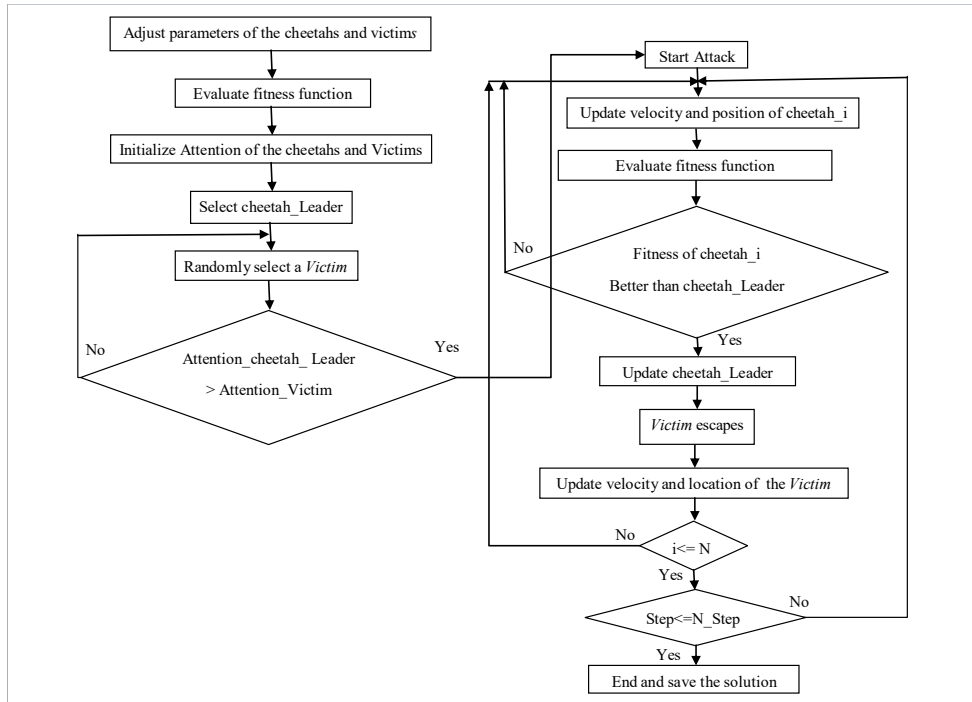 Adjust parameters of the cheetahs and victims
Evaluate fitness function
Initialize Attention of the cheetahs and Victims
Select cheetah_Leader
Randomly select a Victim
No
Yes
Attention_cheetah_ Leader
> Attention_Victim
Start Attack
Update velocity and position of cheetah_i
Evaluate fitness function
No
Fitness of cheetah_i
Better than cheetah_Leader
Yes
Update cheetah_Leader
Victim escapes
Update velocity and location of the Victim
No
i<= N
Yes
No
Step<=N_Step
Yes
End and save the solution